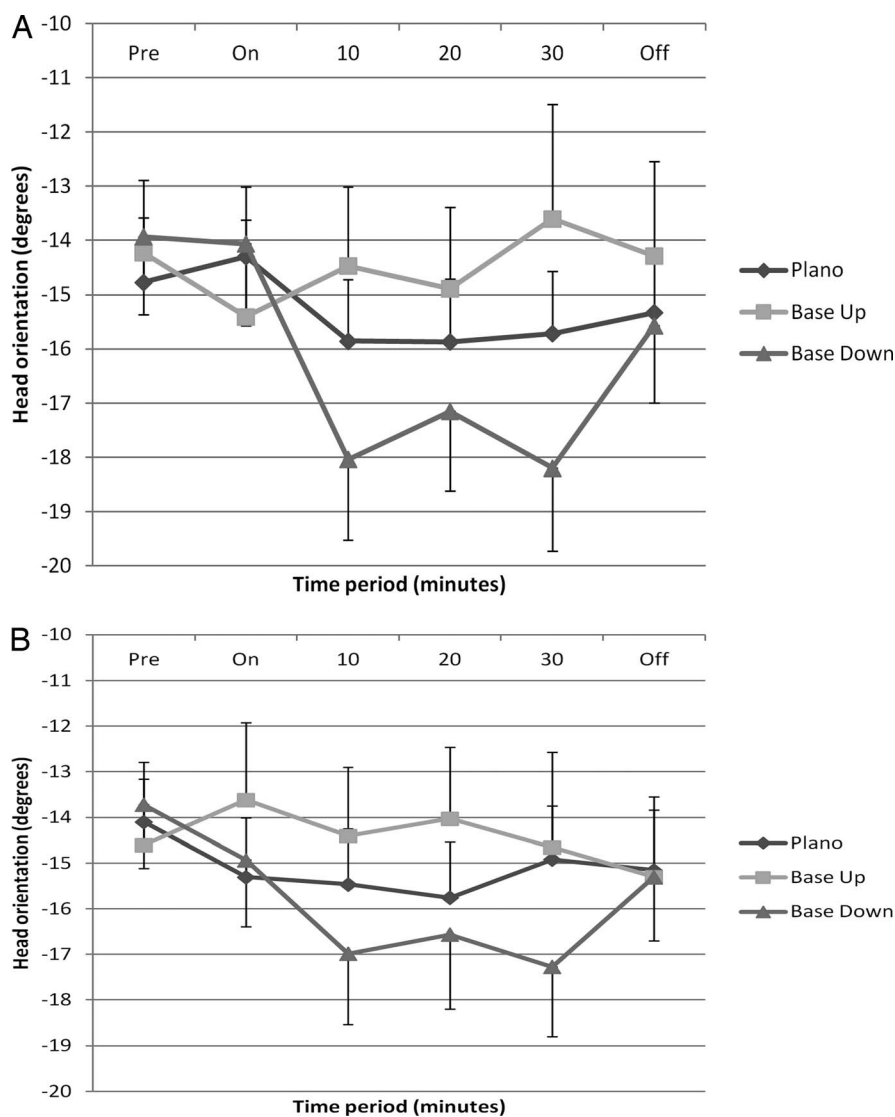 A
-10
Pre On 10 20 30 Off
-11
-12
-13
-14
-15
-16
-17
-18
-19
-20
Head orientation (degrees)
Time period (minutes)
Plano
Base Up
Base Down
B
-10
Pre On 10 20 30 Off
-11
-12
-13
-14
-15
-16
-17
-18
-19
-20
Head orientation (degrees)
Time period (minutes)
Plano
Base Up
Base Down